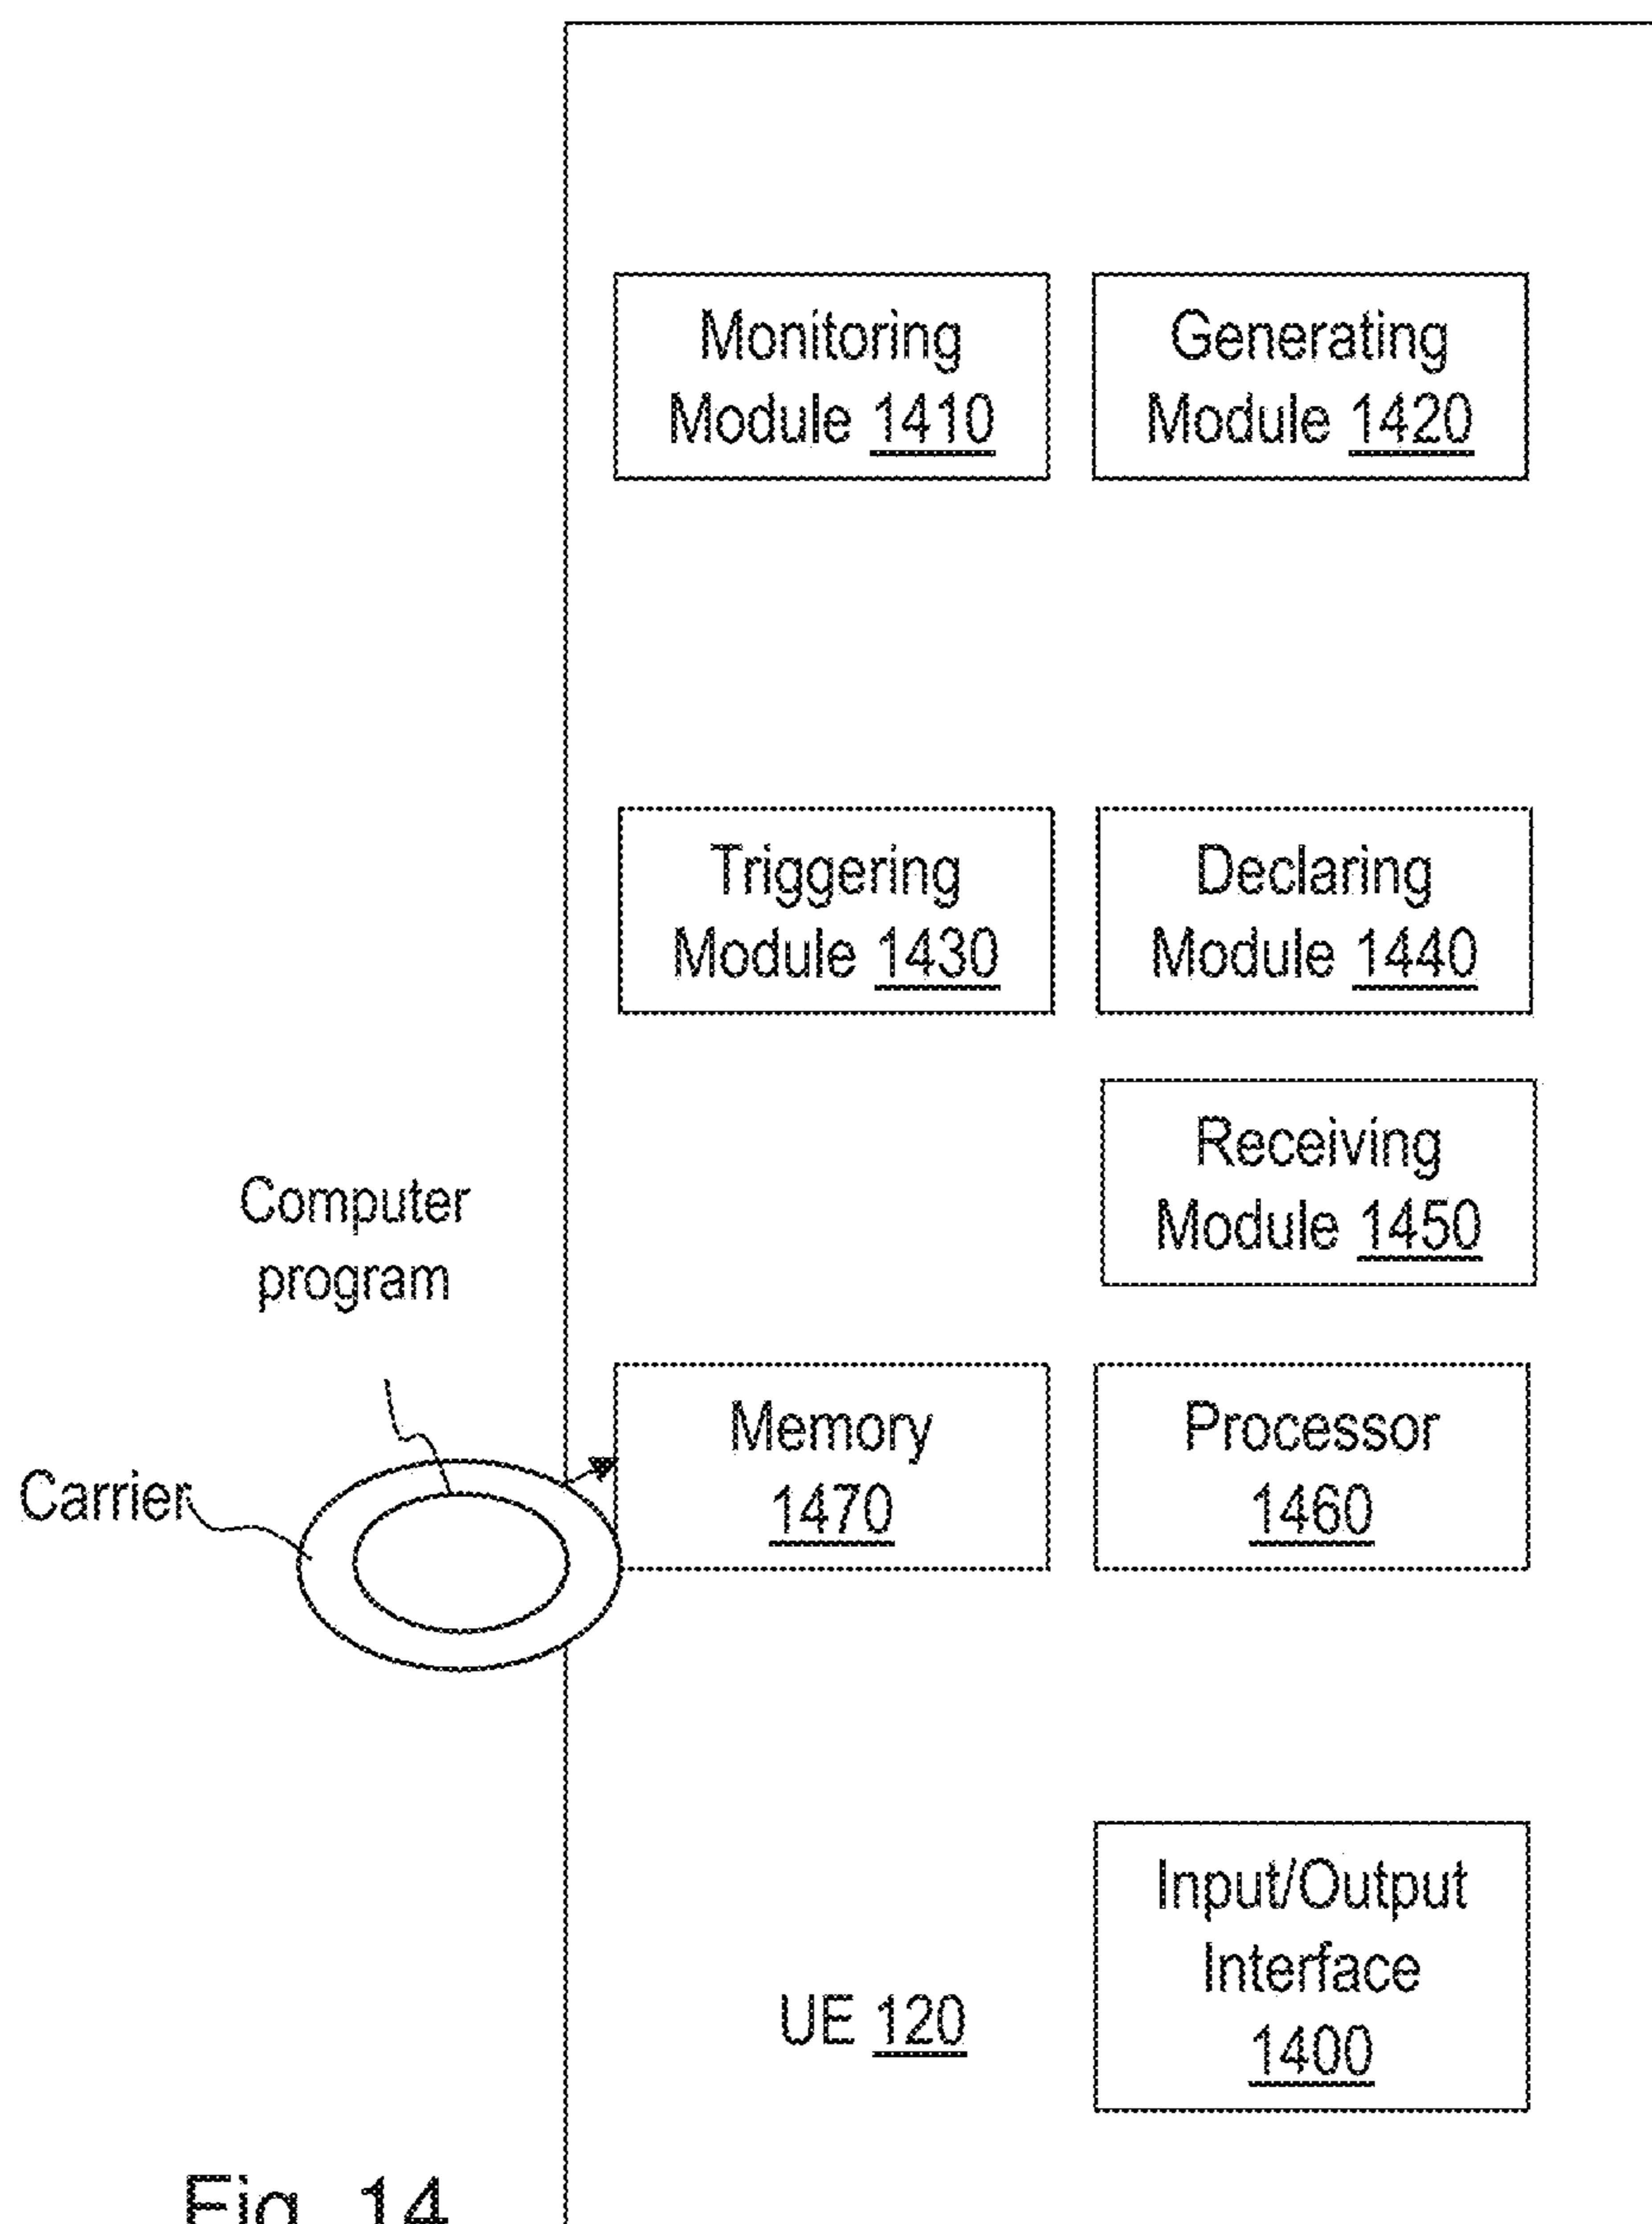 Monitoring
Module 1410
Generating
Module 1420
Triggering
Module 1430
Declaring
Module 1440
Receiving
Module 1450
Computer
program
Carrier
Memory
1470
Processor
1460
Input/Output
Interface
1400
UE 120
Fig. 14